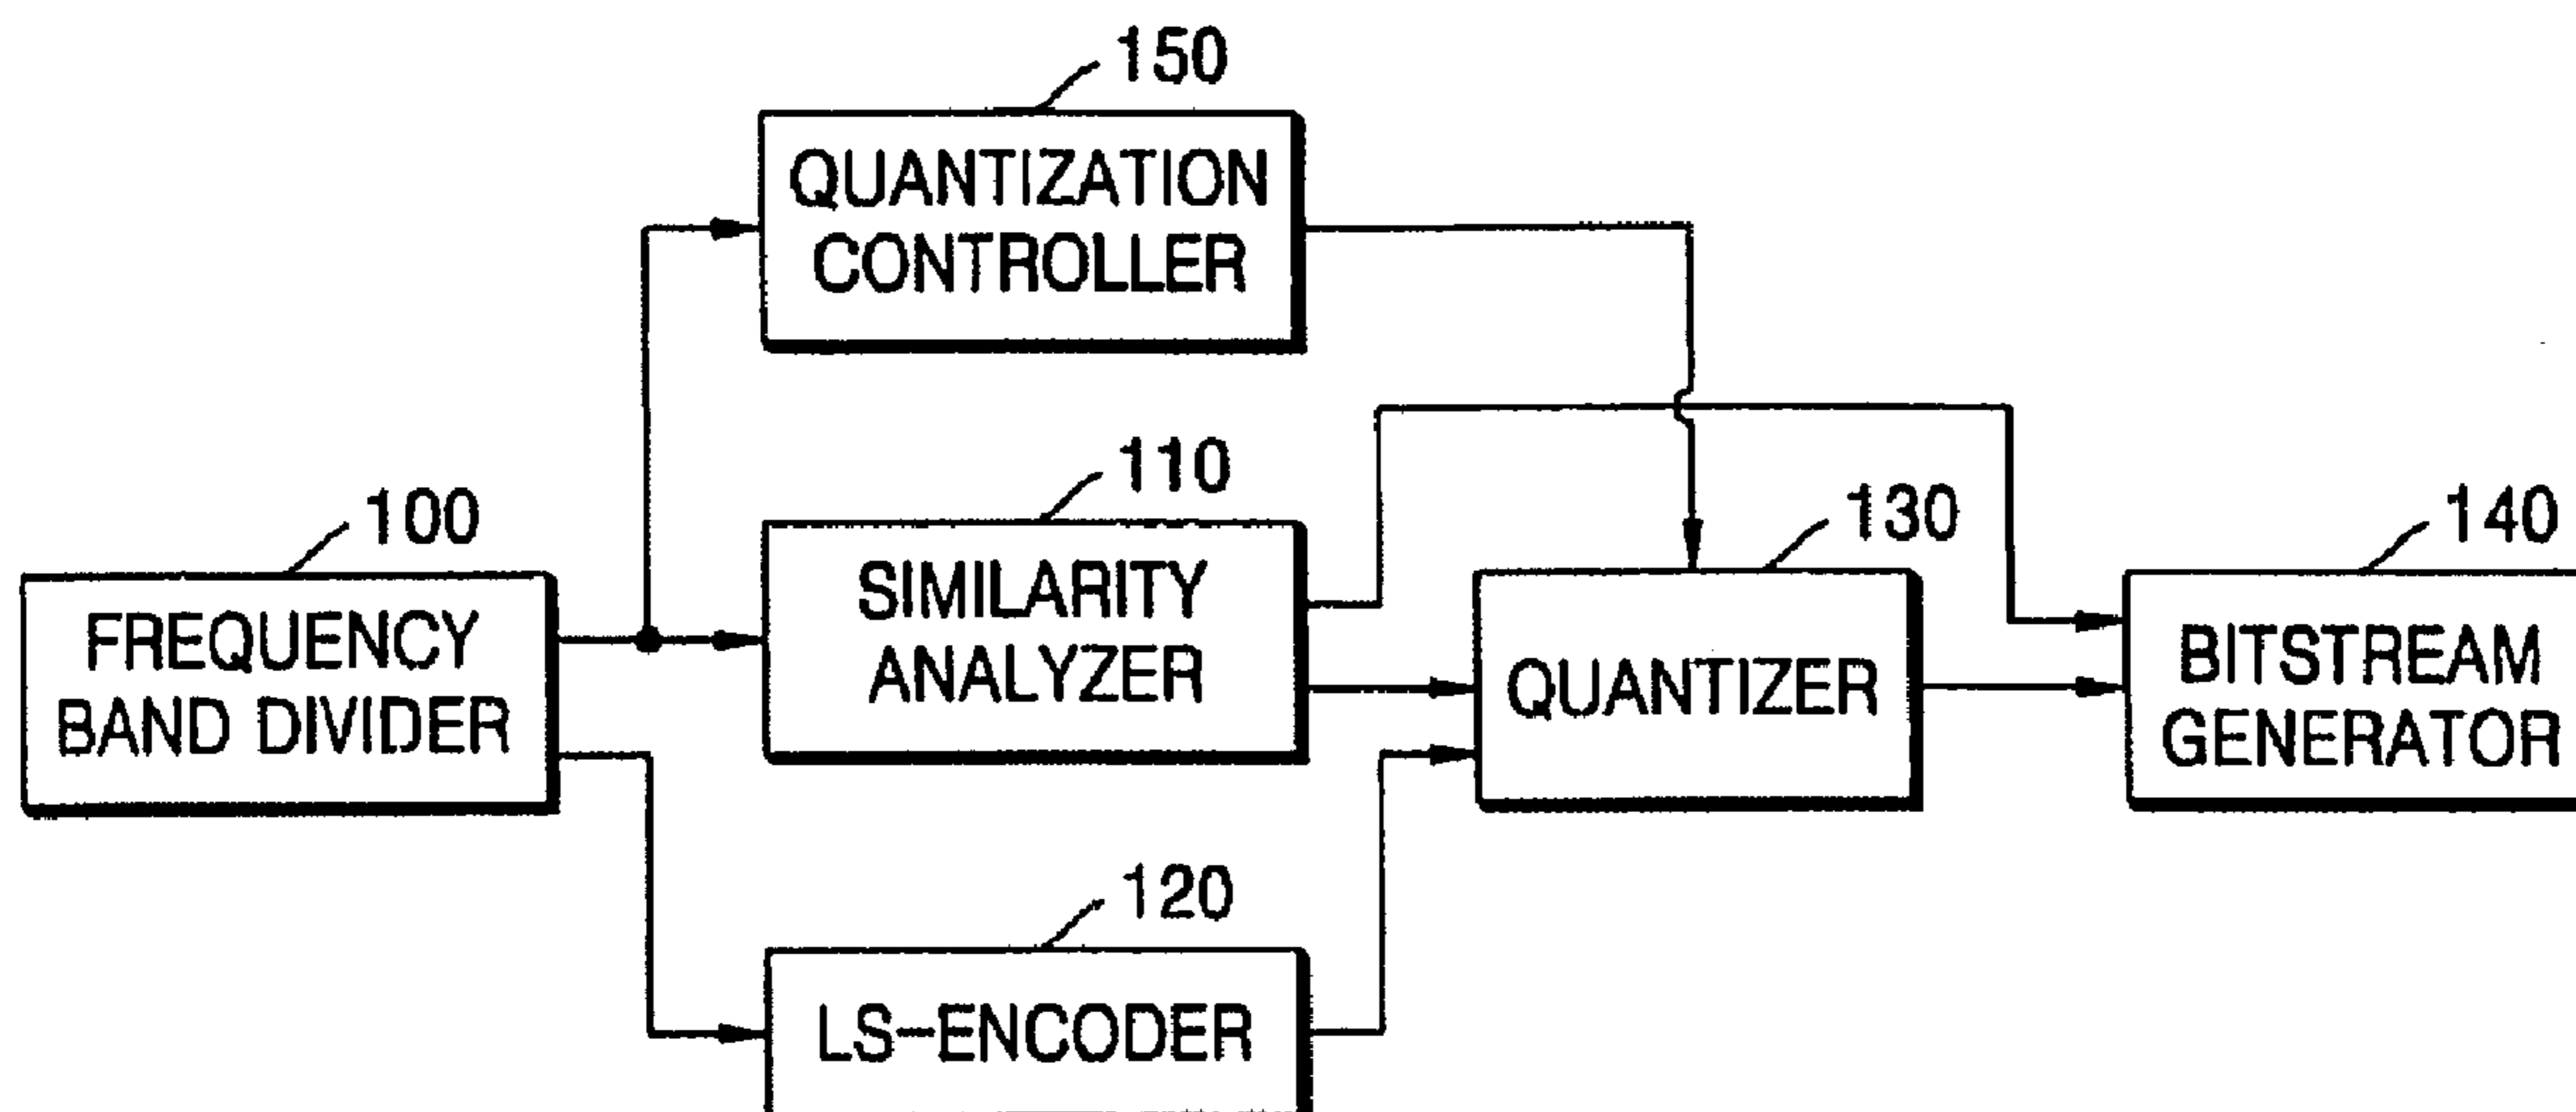 150
QUANTIZATION
CONTROLLER
110
SIMILARITY
ANALYZER
100
FREQUENCY
BAND DIVIDER
130
QUANTIZER
140
BITSTREAM
GENERATOR
120
LS-ENCODER